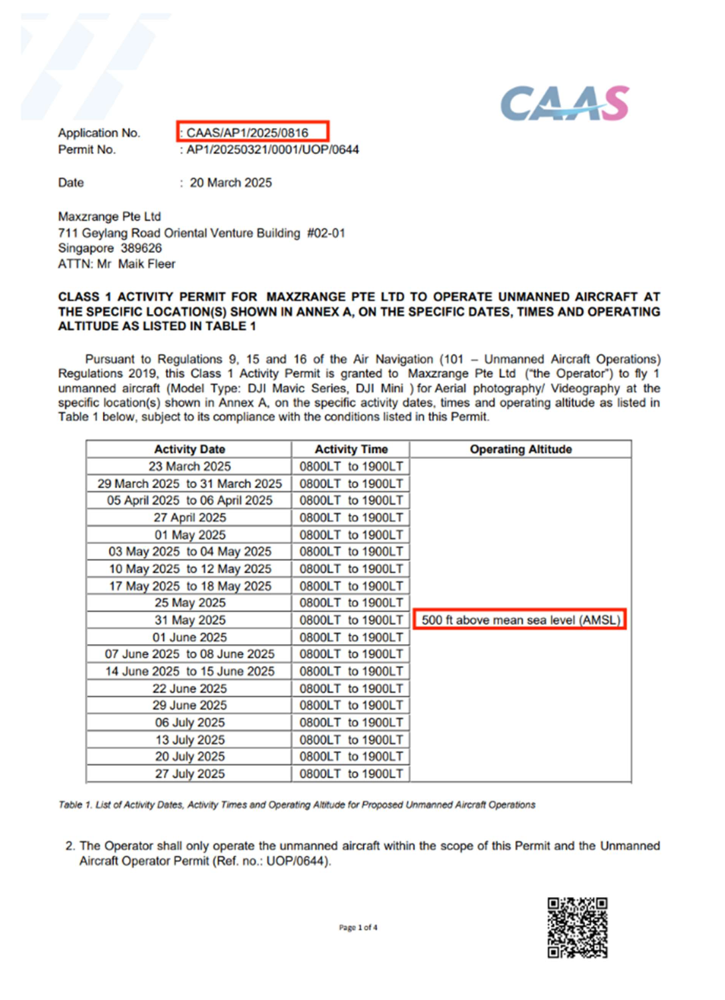 CAAS
Application No. : CAAS/AP1/2025/0816
Permit No. : AP1/20250321/0001/UOP/0644
Date : 20 March 2025
Maxzrange Pte Ltd
711 Geylang Road Oriental Venture Building #02-01
Singapore 389626
ATTN: Mr Maik Fleer
CLASS 1 ACTIVITY PERMIT FOR MAXZRANGE PTE LTD TO OPERATE UNMANNED AIRCRAFT AT
THE SPECIFIC LOCATION(S) SHOWN IN ANNEX A, ON THE SPECIFIC DATES, TIMES AND OPERATING
ALTITUDE AS LISTED IN TABLE 1
Pursuant to Regulations 9, 15 and 16 of the Air Navigation (101 – Unmanned Aircraft Operations)
Regulations 2019, this Class 1 Activity Permit is granted to Maxzrange Pte Ltd ("the Operator") to fly 1
unmanned aircraft (Model Type: DJI Mavic Series, DJI Mini ) for Aerial photography/ Videography at the
specific location(s) shown in Annex A, on the specific activity dates, times and operating altitude as listed in
Table 1 below, subject to its compliance with the conditions listed in this Permit.
Activity Date Activity Time Operating Altitude
23 March 2025 0800LT to 1900LT
29 March 2025 to 31 March 2025 0800LT to 1900LT
05 April 2025 to 06 April 2025 0800LT to 1900LT
27 April 2025 0800LT to 1900LT
01 May 2025 0800LT to 1900LT
03 May 2025 to 04 May 2025 0800LT to 1900LT
10 May 2025 to 12 May 2025 0800LT to 1900LT
17 May 2025 to 18 May 2025 0800LT to 1900LT
25 May 2025 0800LT to 1900LT
31 May 2025 0800LT to 1900LT 500 ft above mean sea level (AMSL)
01 June 2025 0800LT to 1900LT
07 June 2025 to 08 June 2025 0800LT to 1900LT
14 June 2025 to 15 June 2025 0800LT to 1900LT
22 June 2025 0800LT to 1900LT
29 June 2025 0800LT to 1900LT
06 July 2025 0800LT to 1900LT
13 July 2025 0800LT to 1900LT
20 July 2025 0800LT to 1900LT
27 July 2025 0800LT to 1900LT
Table 1. List of Activity Dates, Activity Times and Operating Altitude for Proposed Unmanned Aircraft Operations
2. The Operator shall only operate the unmanned aircraft within the scope of this Permit and the Unmanned
Aircraft Operator Permit (Ref. no.: UOP/0644).
Page 1 of 4